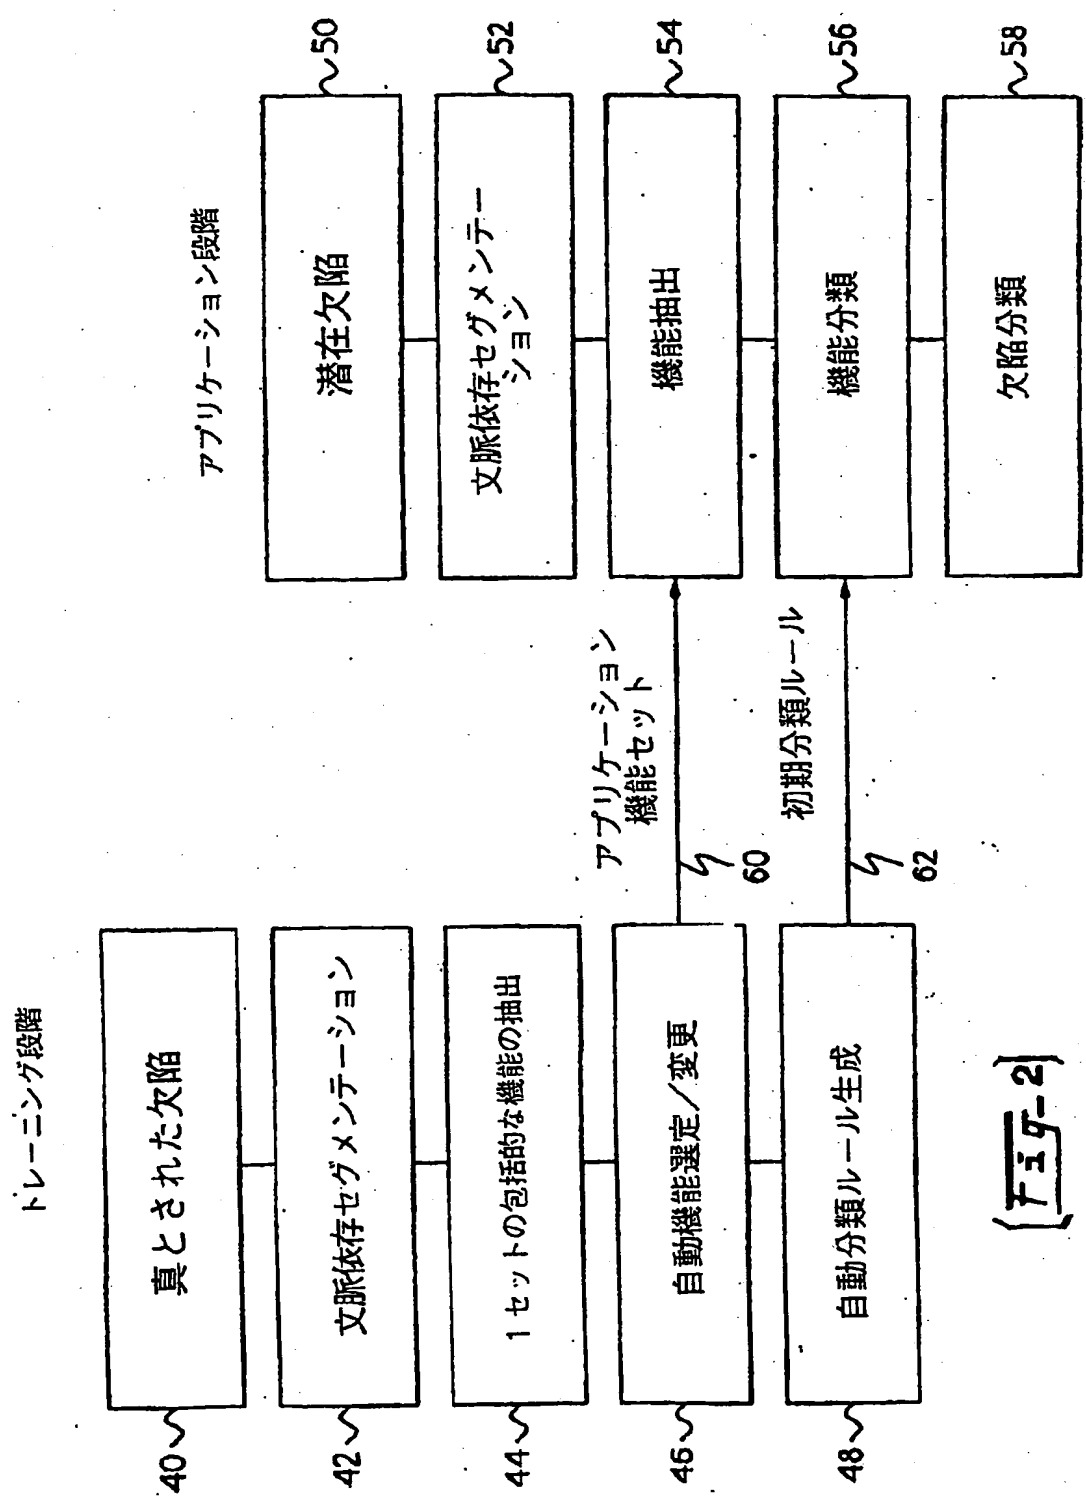 トレーニング段階
真とされた欠陥
40
文脈依存セグメンテーション
42
1セットの包括的な機能の抽出
44
自動機能選定／変更
46
自動分類ルール生成
48
アプリケーション
機能セット
60
初期分類ルール
62
アプリケーション段階
潜在欠陥
50
文脈依存セグメンテー
ション
52
機能抽出
54
機能分類
56
欠陥分類
58
Fig-2